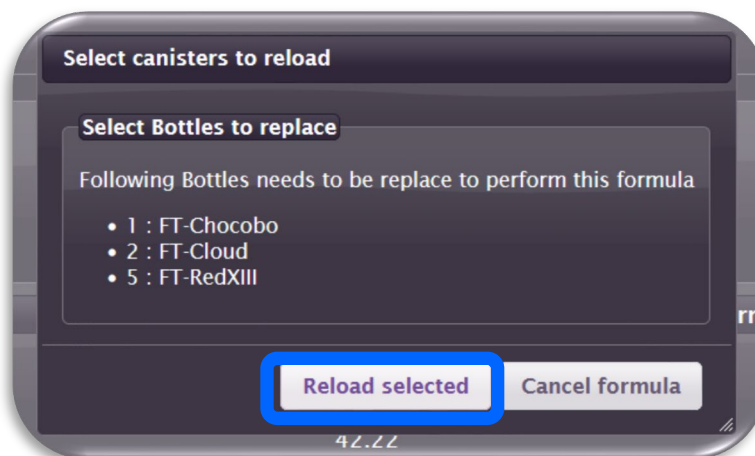 Select canisters to reload
Select Bottles to replace
Following Bottles needs to be replace to perform this formula
• 1 : FT-Chocobo
• 2 : FT-Cloud
• 5 : FT-RedXIII
Reload selected
Cancel formula
42.22